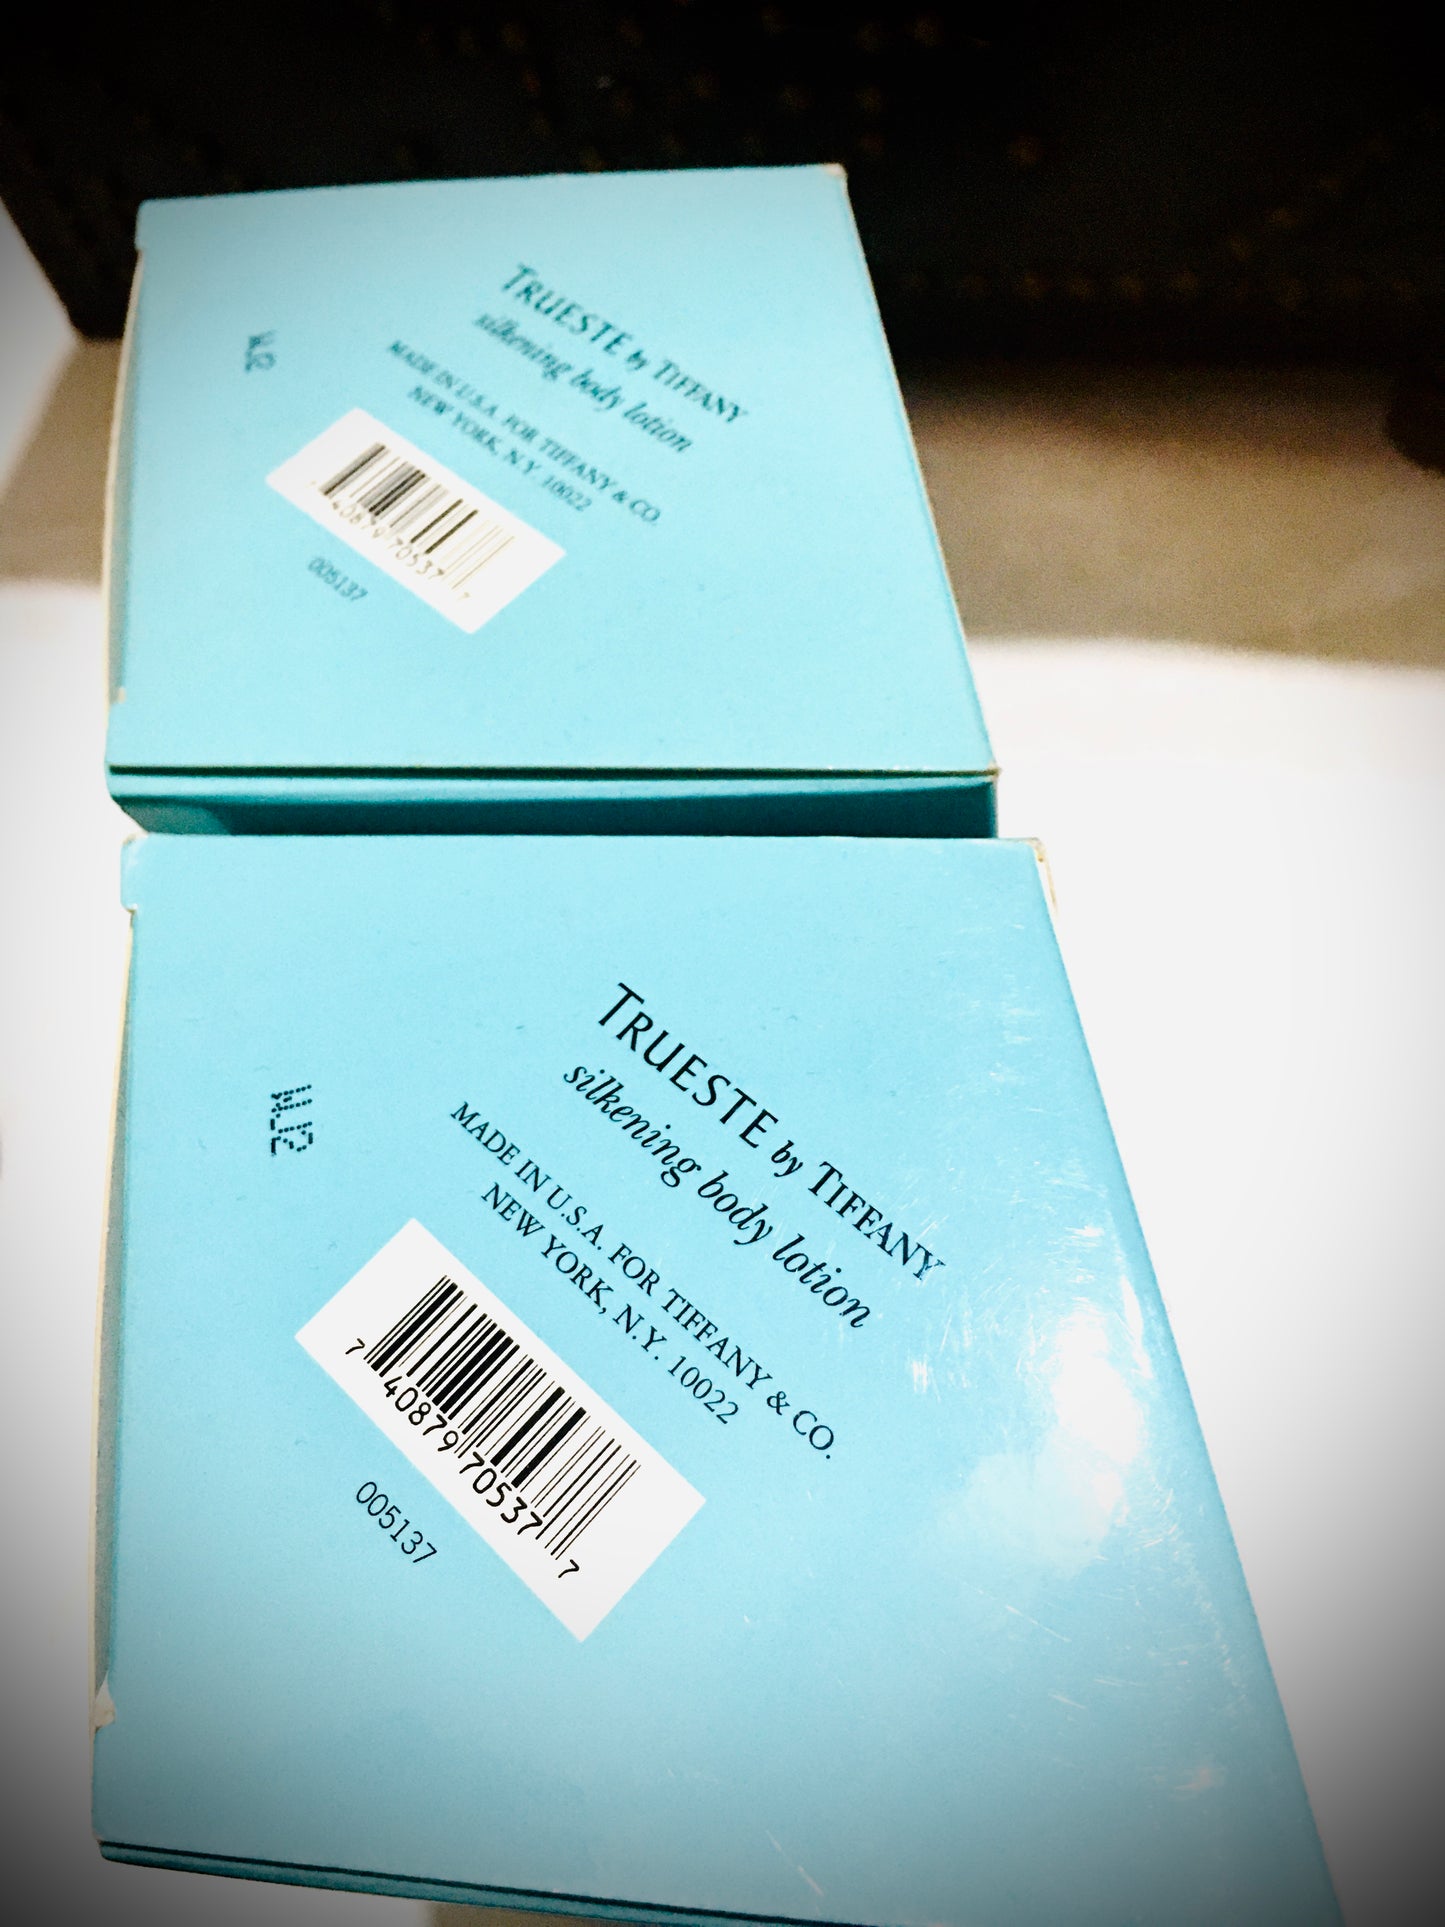 TRUESTE by TIFFANY
silkening body lotion
MADE IN U.S.A. FOR TIFFANY & CO.
NEW YORK, N.Y. 10022
40879 70537 7
005137
TRUESTE by TIFFANY
silkening body lotion
MADE IN U.S.A. FOR TIFFANY & CO.
NEW YORK, N.Y. 10022
7 40879 70537 7
005137